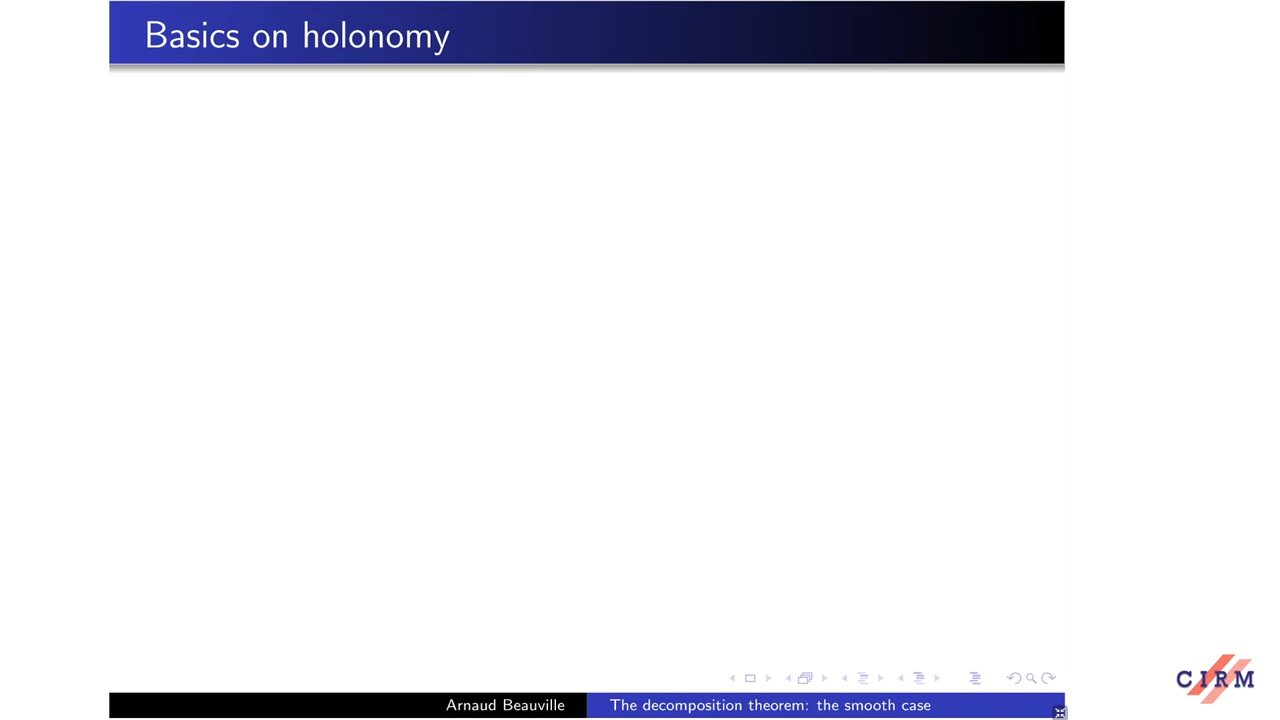 Basics on holonomy
Arnaud Beauville
The decomposition theorem: the smooth case
CIRM